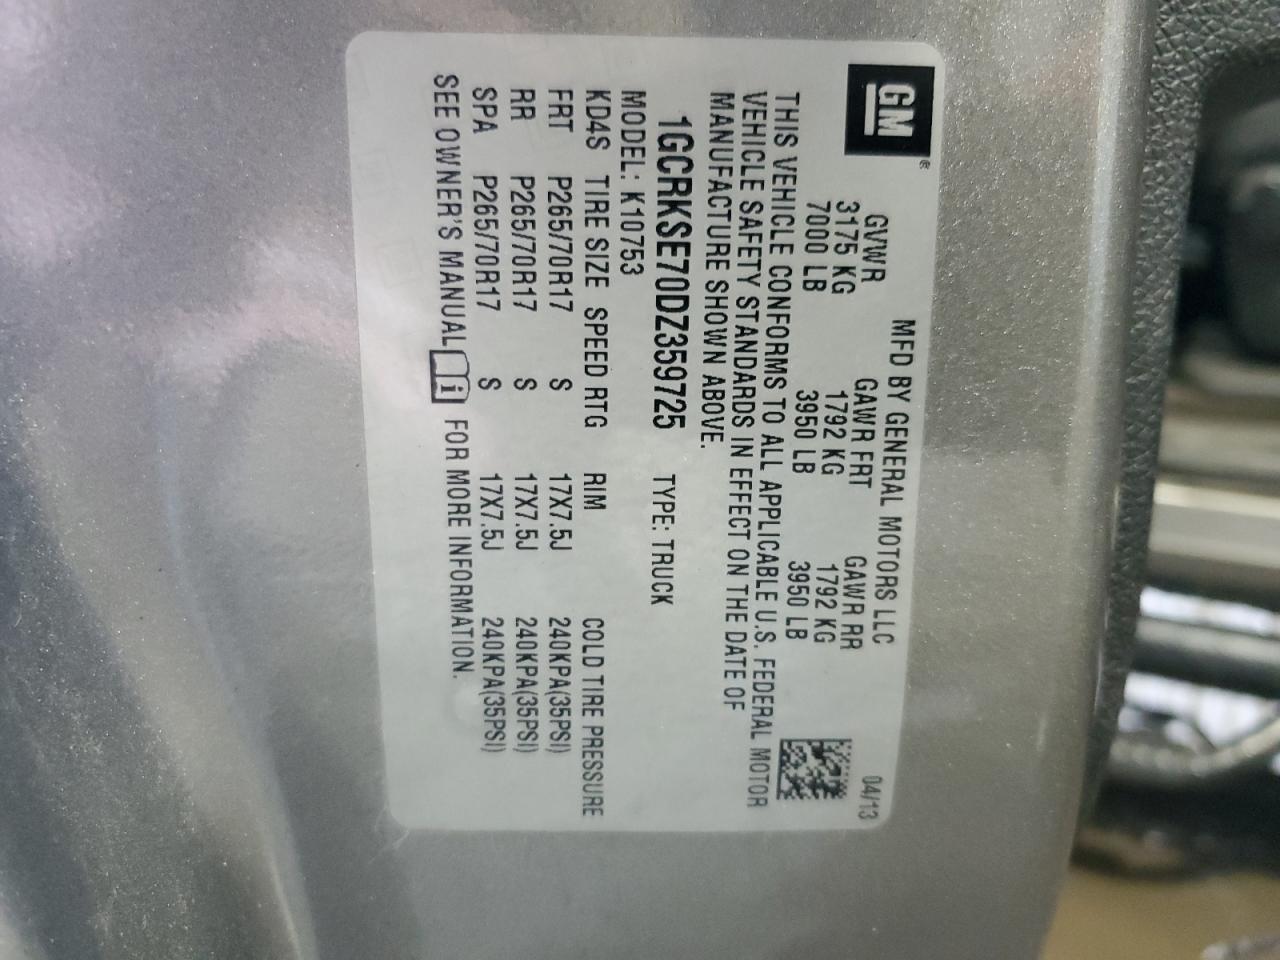 GM®
MFD BY GENERAL MOTORS LLC
04/13
GVWR GAWR FRT GAWR RR
3175 KG 1792 KG 1792 KG
7000 LB 3950 LB 3950 LB
THIS VEHICLE CONFORMS TO ALL APPLICABLE U.S. FEDERAL MOTOR
VEHICLE SAFETY STANDARDS IN EFFECT ON THE DATE OF
MANUFACTURE SHOWN ABOVE.
1GCRKSE70DZ359725 TYPE: TRUCK
MODEL: K10753
KD4S TIRE SIZE SPEED RTG RIM COLD TIRE PRESSURE
FRT P265/70R17 S 17X7.5J 240KPA(35PSI)
RR P265/70R17 S 17X7.5J 240KPA(35PSI)
SPA P265/70R17 S 17X7.5J 240KPA(35PSI)
SEE OWNER'S MANUAL i FOR MORE INFORMATION.